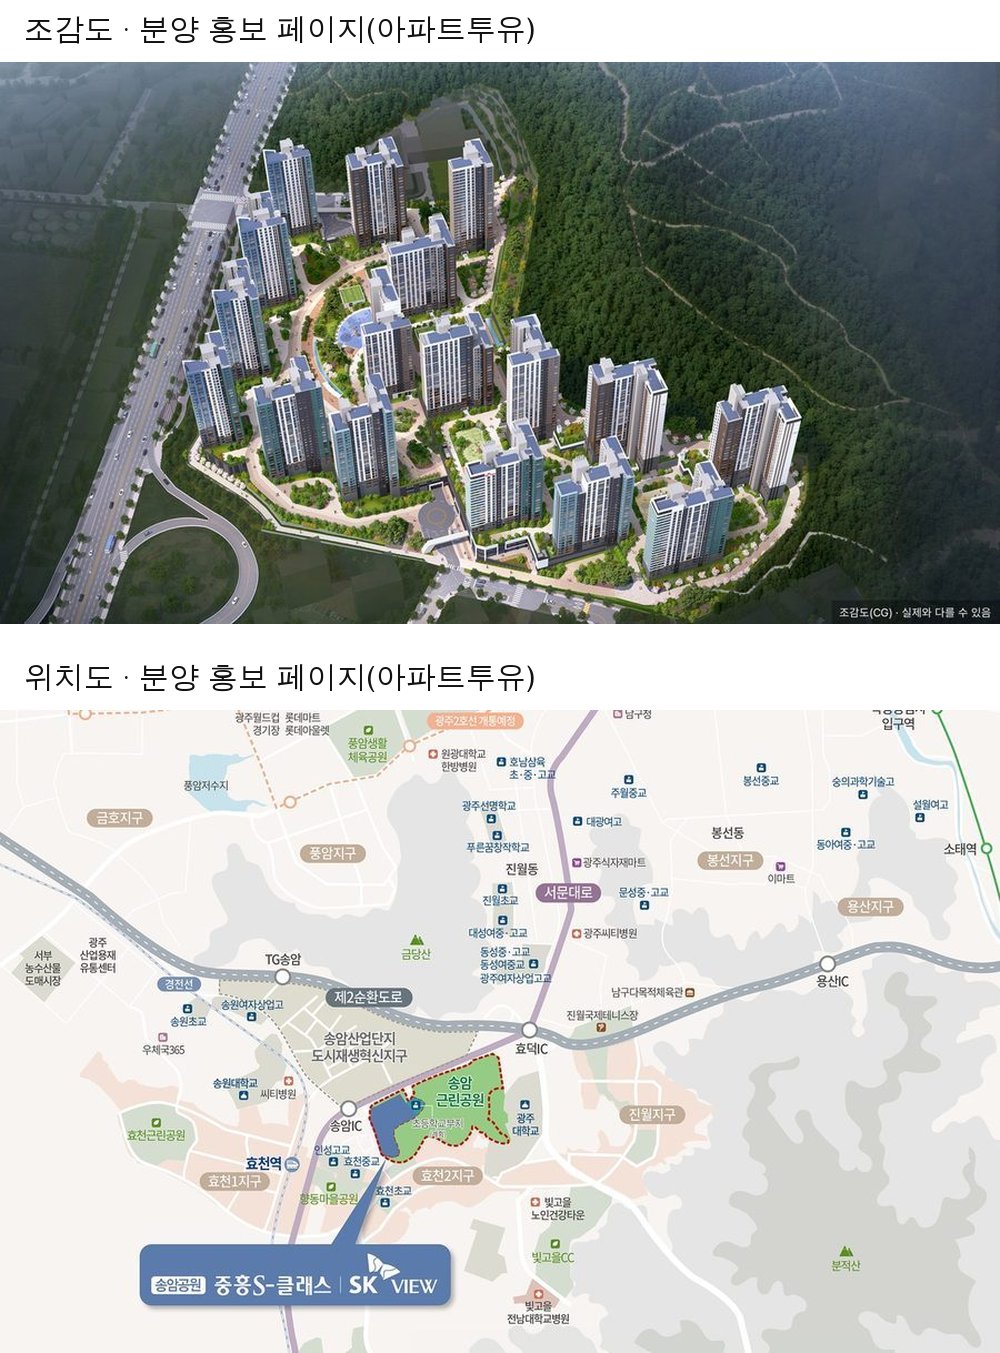 조감도 · 분양 홍보 페이지(아파트투유)
조감도(CG) · 실제와 다를 수 있음
위치도 · 분양 홍보 페이지(아파트투유)
광주월드컵
경기장
롯데마트
롯데아울렛
풍암생활
체육공원
광주2호선 개통예정
원광대학교
한방병원
호남삼육
초·중·고교
남구청
입구역
풍암저수지
주월중교
봉선중교
숭의과학기술고
설월여고
금호지구
광주선명학교
푸른꿈창작학교
대광여고
봉선동
동아여중·고교
소태역
풍암지구
진월동
광주식자재마트
봉선지구
이마트
진월초교
서문대로
문성중·고교
용산지구
대성여중·고교
광주씨티병원
서부
농수산물
도매시장
광주
산업용재
유통센터
금당산
동성중·고교
동성여중교
광주여자상업고교
TG송암
용산IC
경전선
제2순환도로
남구다목적체육관
송원초교
송원여자상업고
진월국제테니스장
우체국365
송암산업단지
도시재생혁신지구
효덕IC
송원대학교
씨티병원
송암
근린공원
송암IC
초등학교부지
광주
대학교
진월지구
효천근린공원
인성고교
효천역
효천중교
효천1지구
효천2지구
향동마을공원
효천초교
빛고을
노인건강타운
빛고을CC
분적산
송암공원 중흥S-클래스 SK VIEW
빛고을
전남대학교병원